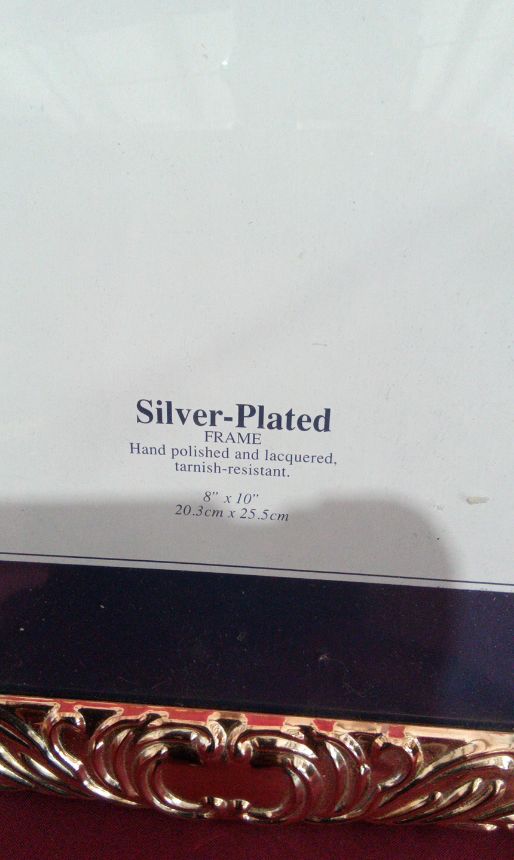 Silver-Plated
FRAME
Hand polished and lacquered,
tarnish-resistant.
8" x 10"
20.3cm x 25.5cm